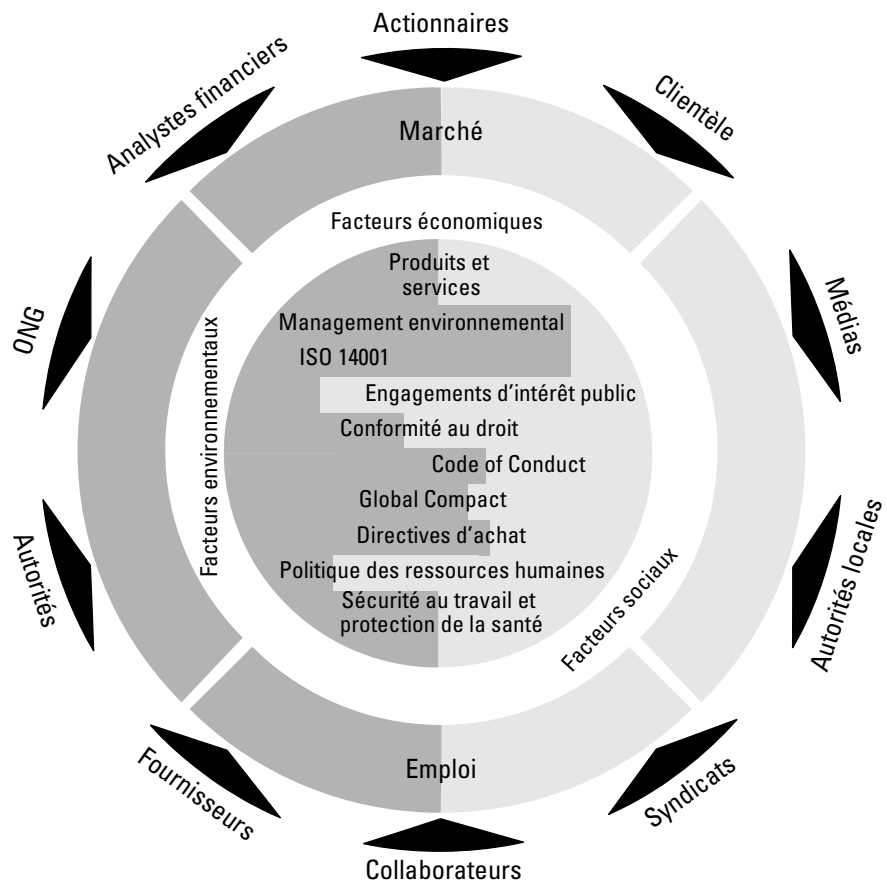 Actionnaires
Analystes financiers
Clientèle
Marché
Facteurs économiques
Produits et
services
Management environnemental
ISO 14001
Engagements d'intérêt public
Conformité au droit
Code of Conduct
Global Compact
Directives d'achat
Politique des ressources humaines
Sécurité au travail et
protection de la santé
Facteurs environnementaux
Facteurs sociaux
ONG
Médias
Autorités
Autorités locales
Fournisseurs
Emploi
Syndicats
Collaborateurs